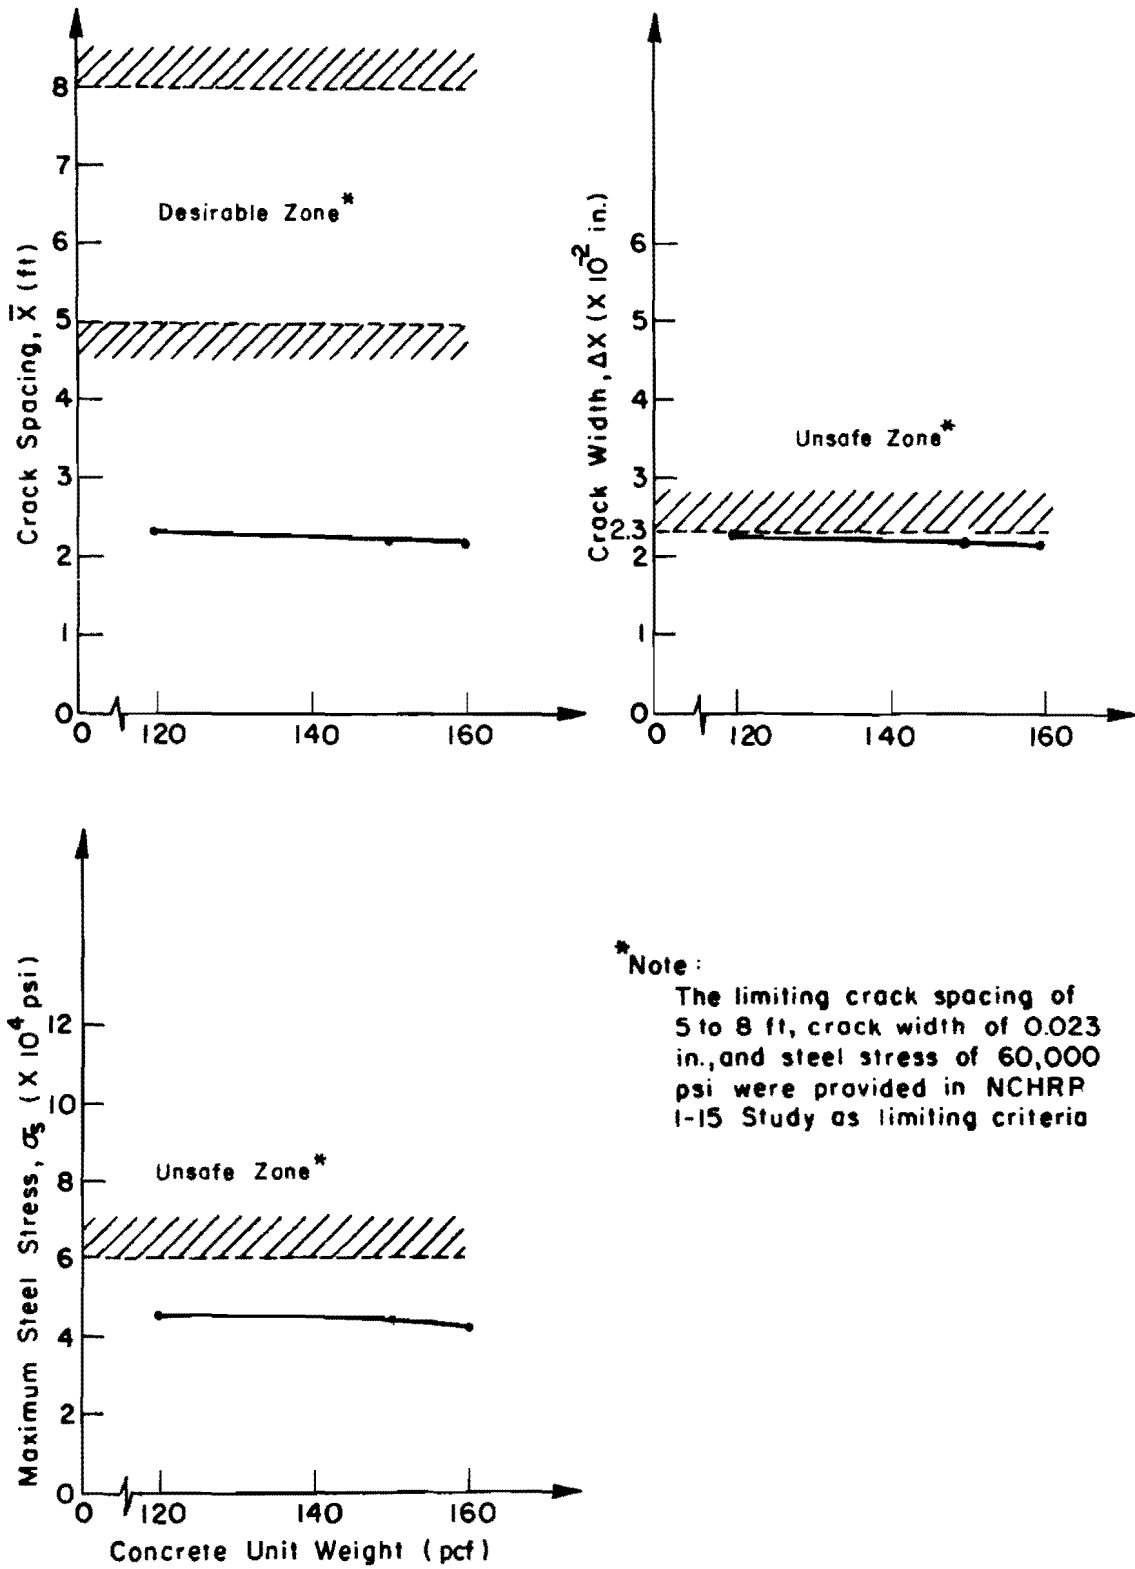 8
7
Desirable Zone*
6
5
4
3
2
1
0
Crack Spacing, X̄ (ft)
0 120 140 160
6
5
4
Unsafe Zone*
3
2.3
2
1
0
Crack Width, ΔX (X 10⁻² in.)
0 120 140 160
12
10
8
Unsafe Zone*
6
4
2
0
Maximum Steel Stress, σs (X 10⁴ psi)
0 120 140 160
Concrete Unit Weight (pcf)
*Note:
The limiting crack spacing of
5 to 8 ft, crack width of 0.023
in., and steel stress of 60,000
psi were provided in NCHRP
1-15 Study as limiting criteria